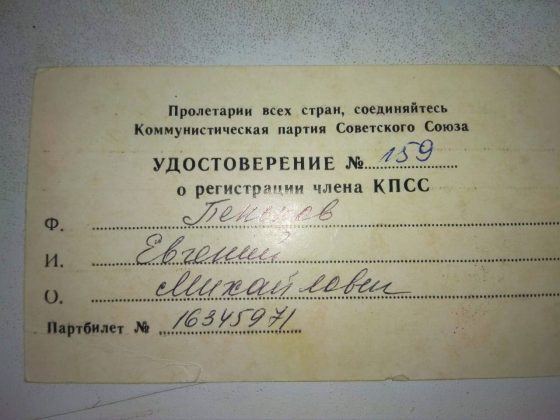 Пролетарии всех стран, соединяйтесь
Коммунистическая партия Советского Союза
УДОСТОВЕРЕНИЕ № 159
о регистрации члена КПСС
Ф.
И. Евгений
О. Михайлович
Партбилет № 16345971